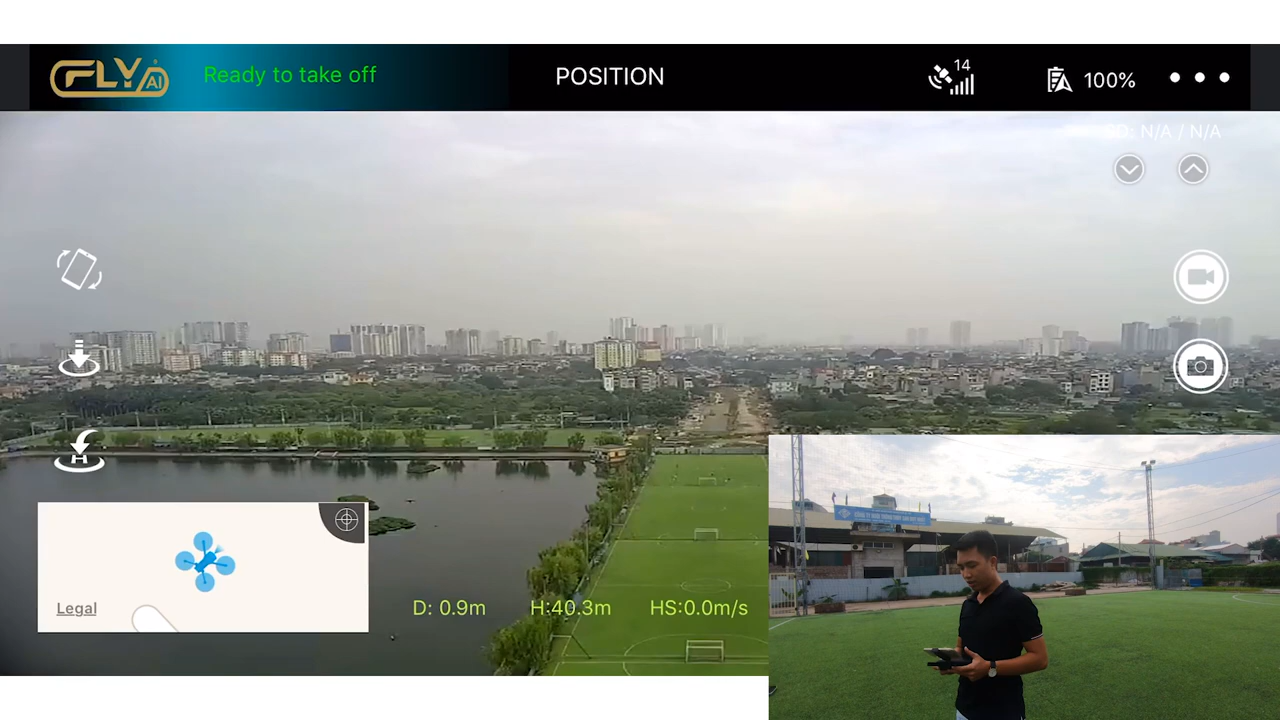 FLY AI
Ready to take off
POSITION
14
100%
SD: N/A / N/A
Legal
D: 0.9m
H:40.3m
HS:0.0m/s